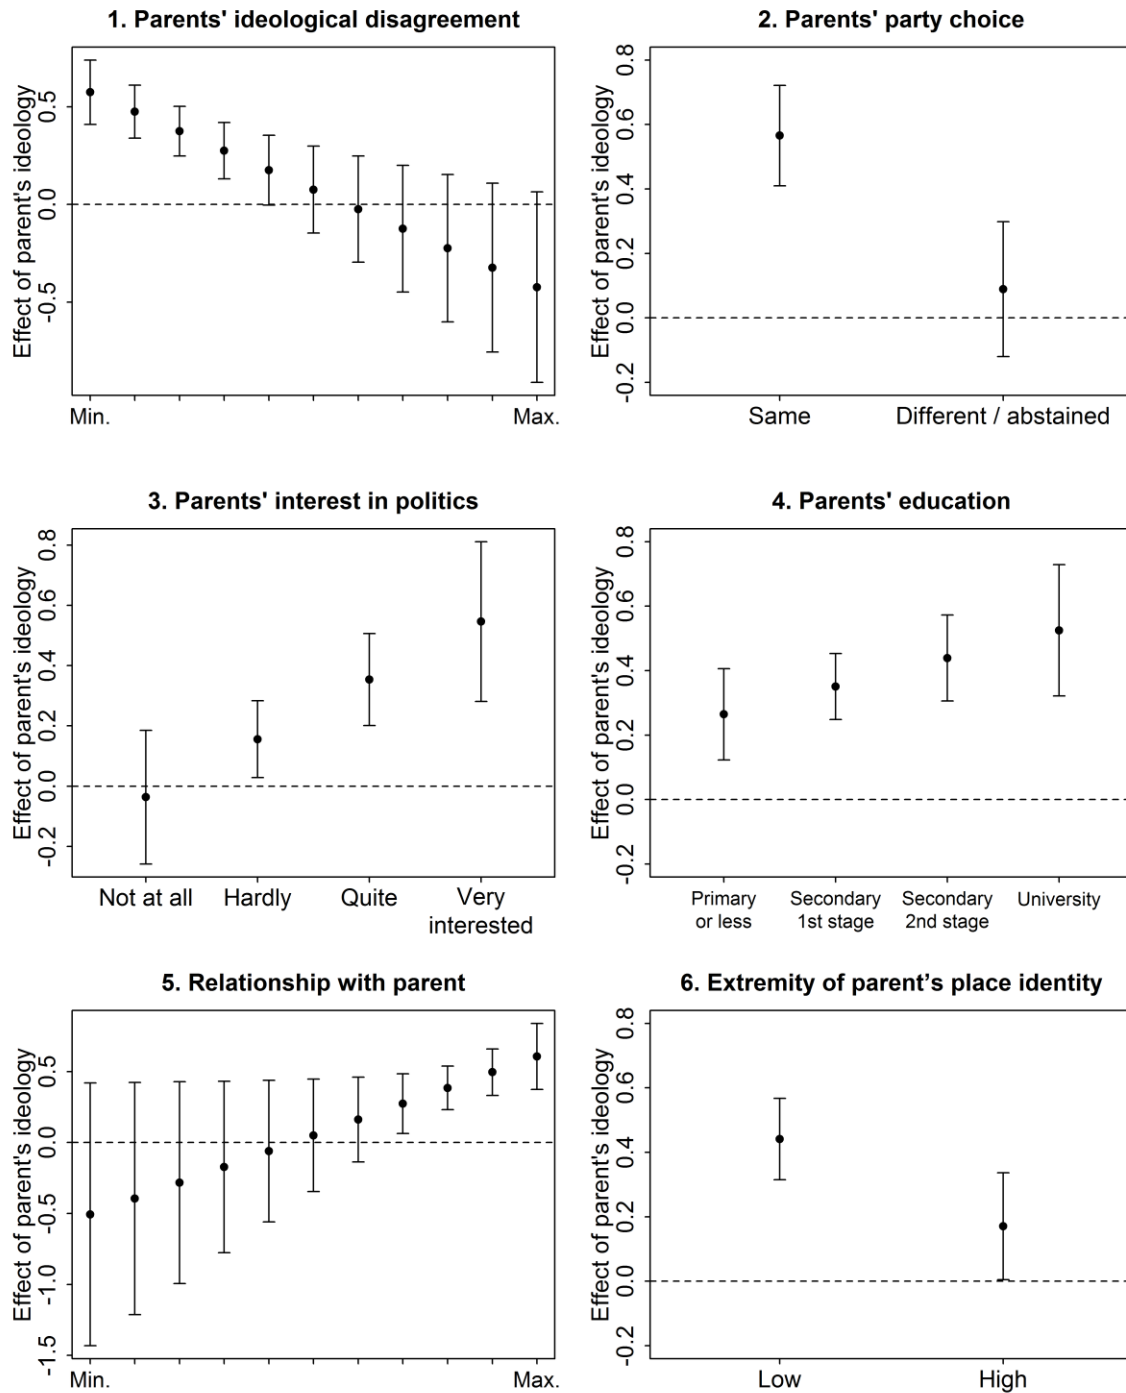 1. Parents' ideological disagreement
Effect of parent's ideology
0.5
0.0
-0.5
Min.
Max.
2. Parents' party choice
Effect of parent's ideology
0.8
0.6
0.4
0.2
0.0
-0.2
Same
Different / abstained
3. Parents' interest in politics
Effect of parent's ideology
0.8
0.6
0.4
0.2
0.0
-0.2
Not at all
Hardly
Quite
Very
interested
4. Parents' education
Effect of parent's ideology
0.8
0.6
0.4
0.2
0.0
-0.2
Primary
or less
Secondary
1st stage
Secondary
2nd stage
University
5. Relationship with parent
Effect of parent's ideology
0.5
0.0
-0.5
-1.0
-1.5
Min.
Max.
6. Extremity of parent’s place identity
Effect of parent's ideology
0.8
0.6
0.4
0.2
0.0
-0.2
Low
High